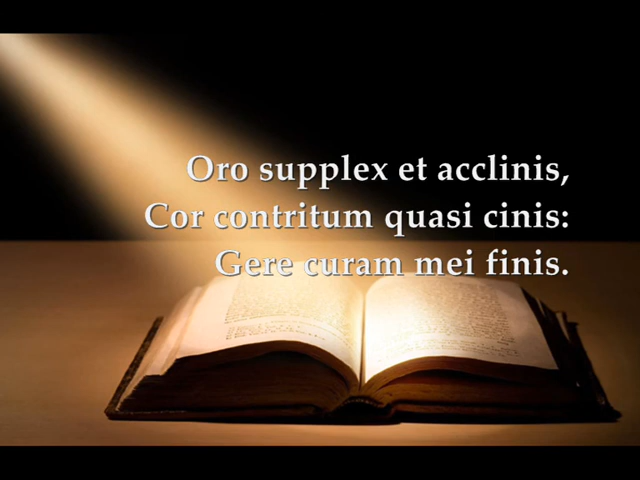 Oro supplex et acclinis,
Cor contritum quasi cinis:
Gere curam mei finis.